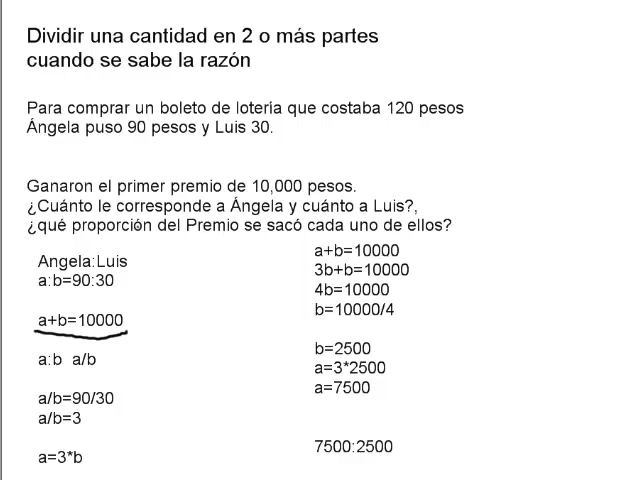 Dividir una cantidad en 2 o más partes
cuando se sabe la razón
Para comprar un boleto de lotería que costaba 120 pesos
Ángela puso 90 pesos y Luis 30.
Ganaron el primer premio de 10,000 pesos.
¿Cuánto le corresponde a Ángela y cuánto a Luis?,
¿qué proporción del Premio se sacó cada uno de ellos?
Angela:Luis
a:b=90:30
a+b=10000
a:b a/b
a/b=90/30
a/b=3
a=3*b
a+b=10000
3b+b=10000
4b=10000
b=10000/4
b=2500
a=3*2500
a=7500
7500:2500